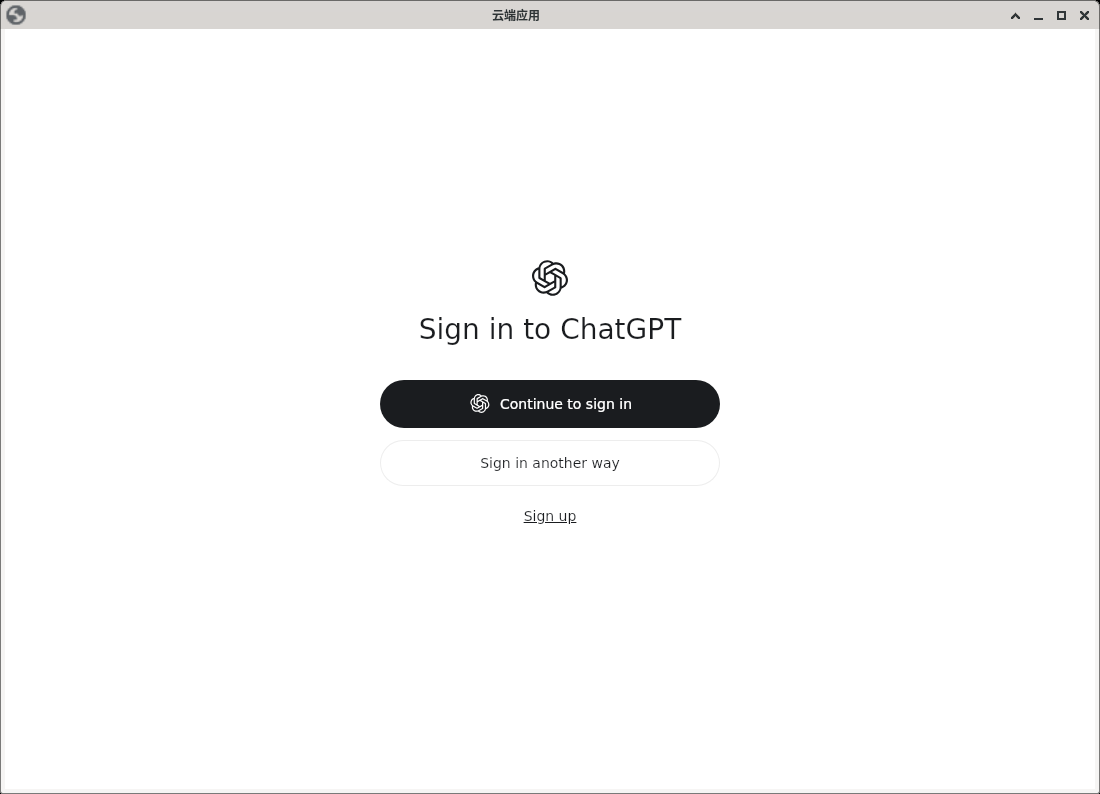 云端应用
Sign in to ChatGPT
Continue to sign in
Sign in another way
Sign up